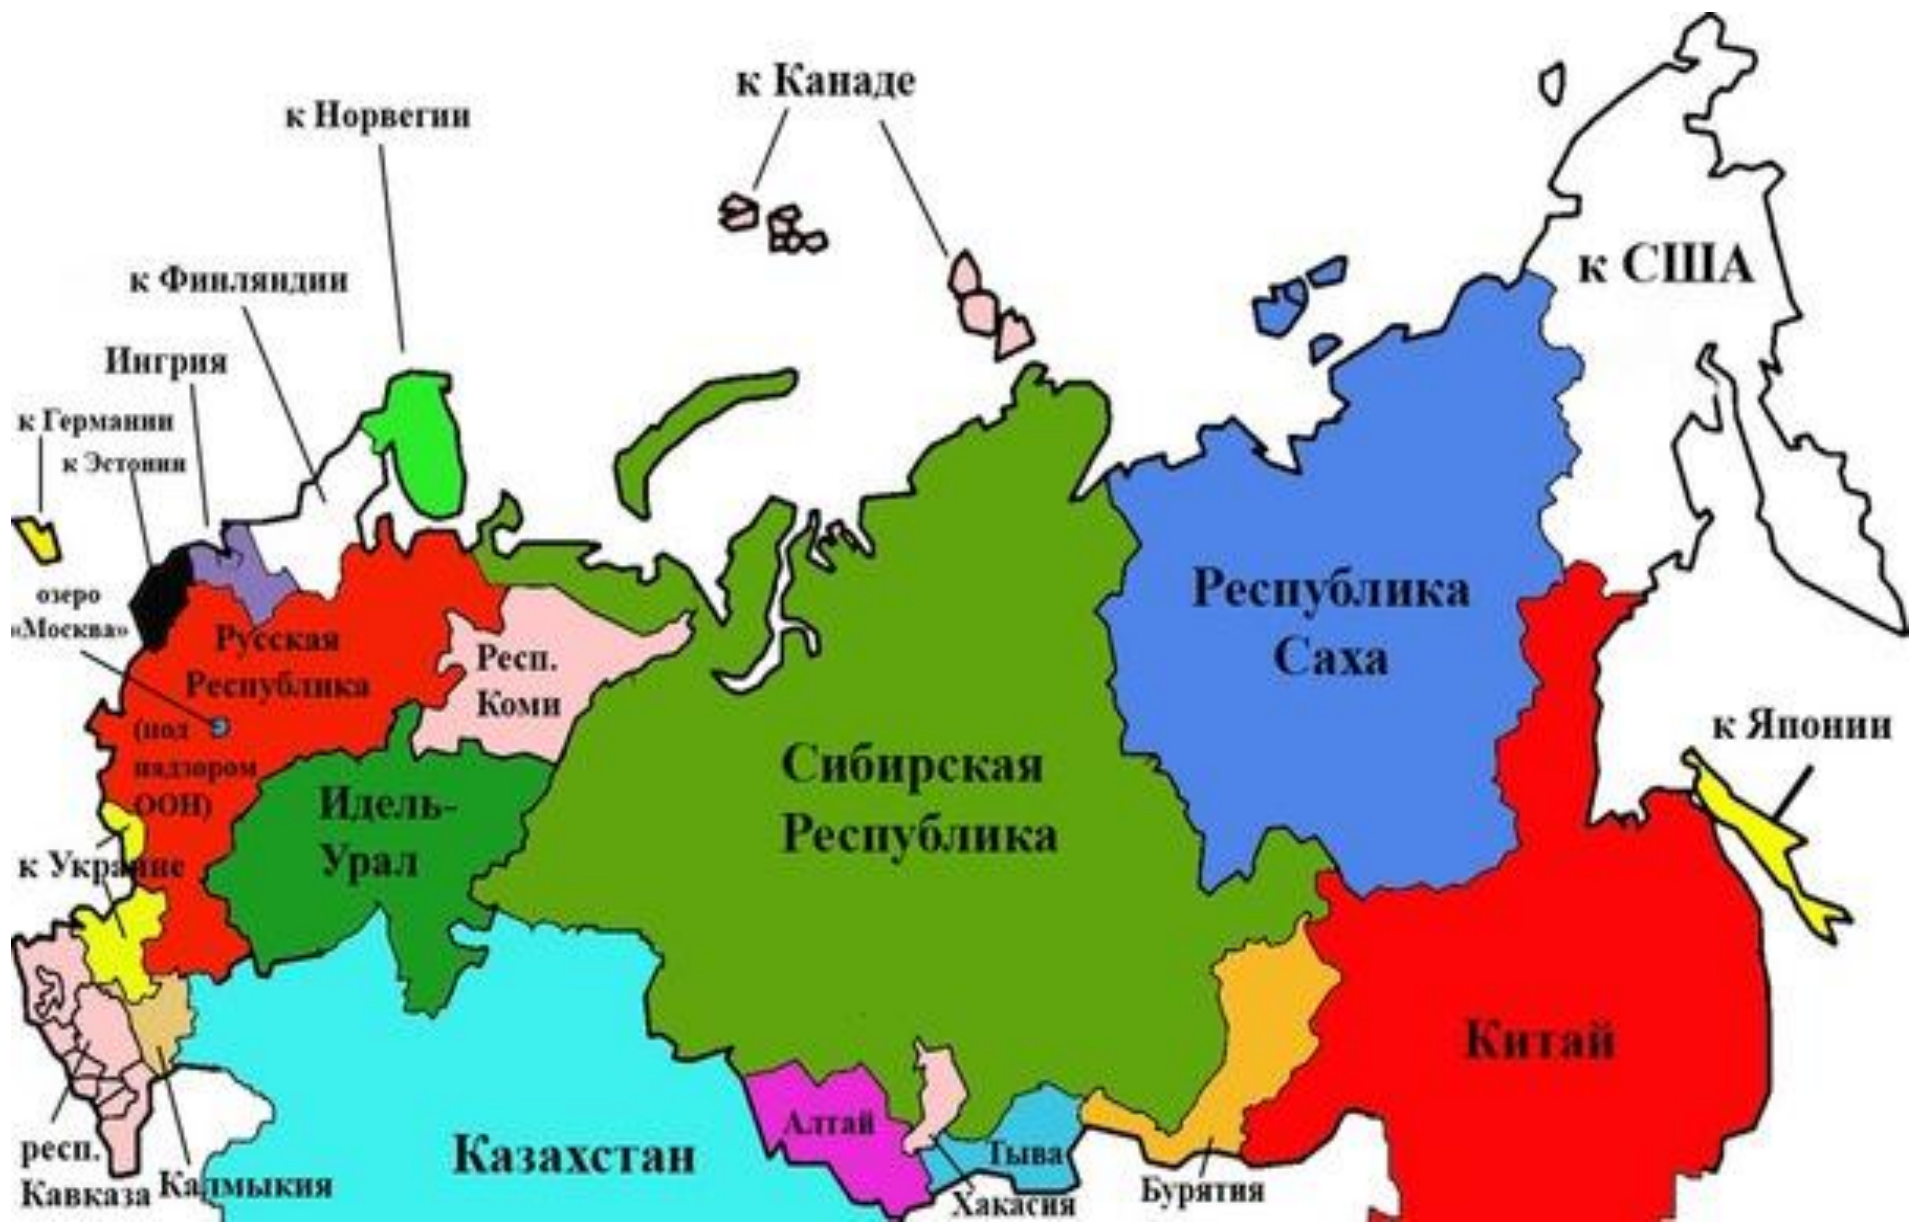 к Канаде
к Норвегии
к Финляндии
к США
Ингрия
к Германии
к Эстонии
озеро
«Москва»
Русская
Республика
(под
надзором
ООН)
Респ.
Коми
Республика
Саха
к Японии
Сибирская
Республика
Идель-
Урал
к Украине
Китай
Казахстан
Алтай
Тыва
респ.
Кавказа
Калмыкия
Хакасия
Бурятия